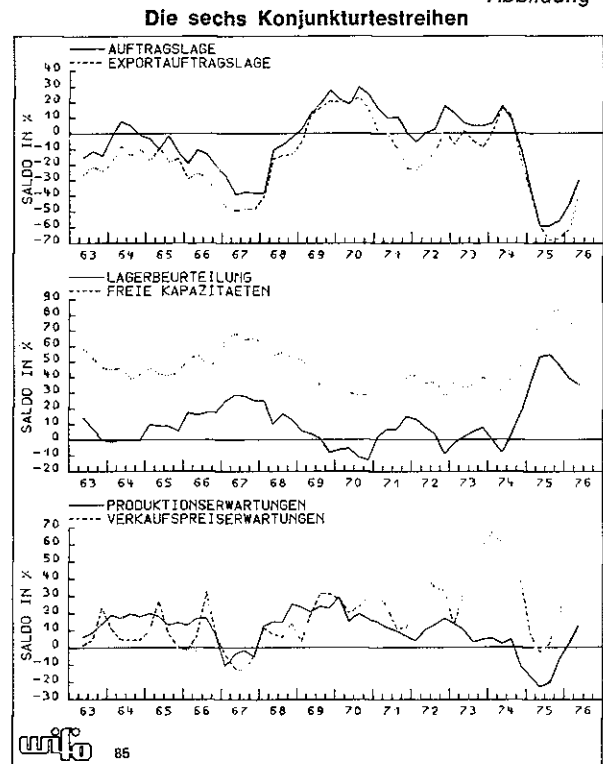 Abbildung
Die sechs Konjunkturtestreihen
AUFTRAGSLAGE
EXPORTAUFTRAGSLAGE
SALDO IN %
40
30
20
10
0
-10
-20
-30
-40
-50
-60
-70
63 64 65 66 67 68 69 70 71 72 73 74 75 76
LAGERBEURTEILUNG
FREIE KAPAZITAETEN
SALDO IN %
90
80
70
60
50
40
30
20
10
0
-10
-20
63 64 65 66 67 68 69 70 71 72 73 74 75 76
PRODUKTIONSERWARTUNGEN
VERKAUFSPREISERWARTUNGEN
SALDO IN %
70
60
50
40
30
20
10
0
-10
-20
-30
63 64 65 66 67 68 69 70 71 72 73 74 75 76
wifo 85